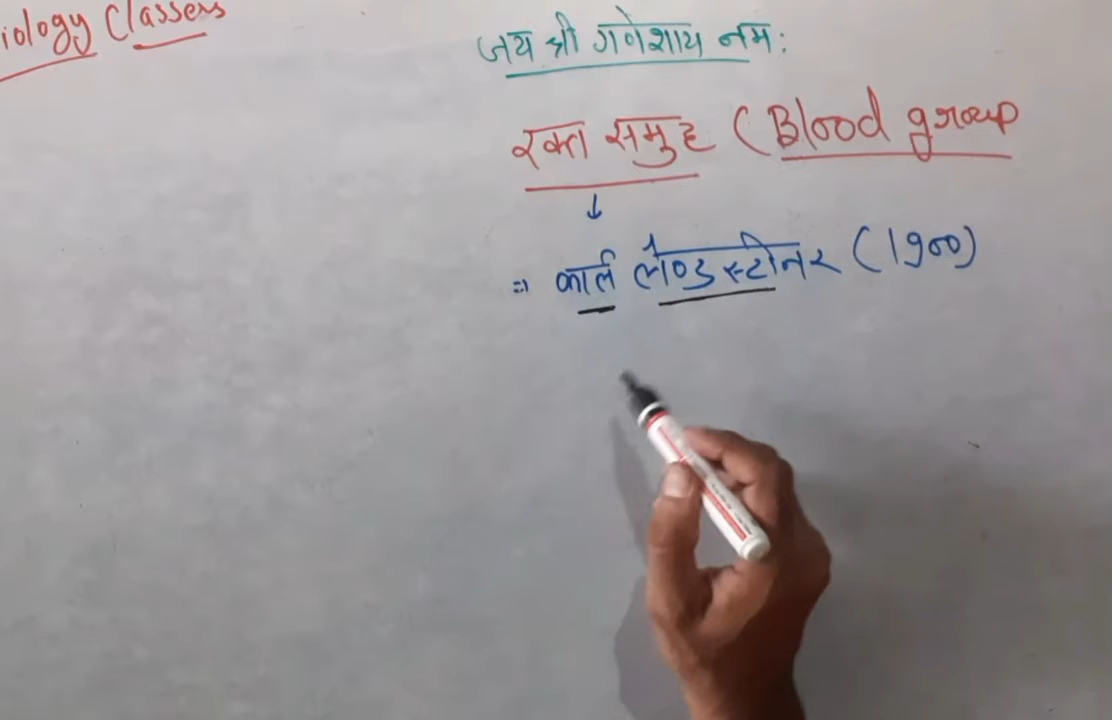 iology Classes
जय श्री गणेशाय नम:
रक्त समुह (Blood group
⇒ कार्ल लैण्डस्टीनर (1900)